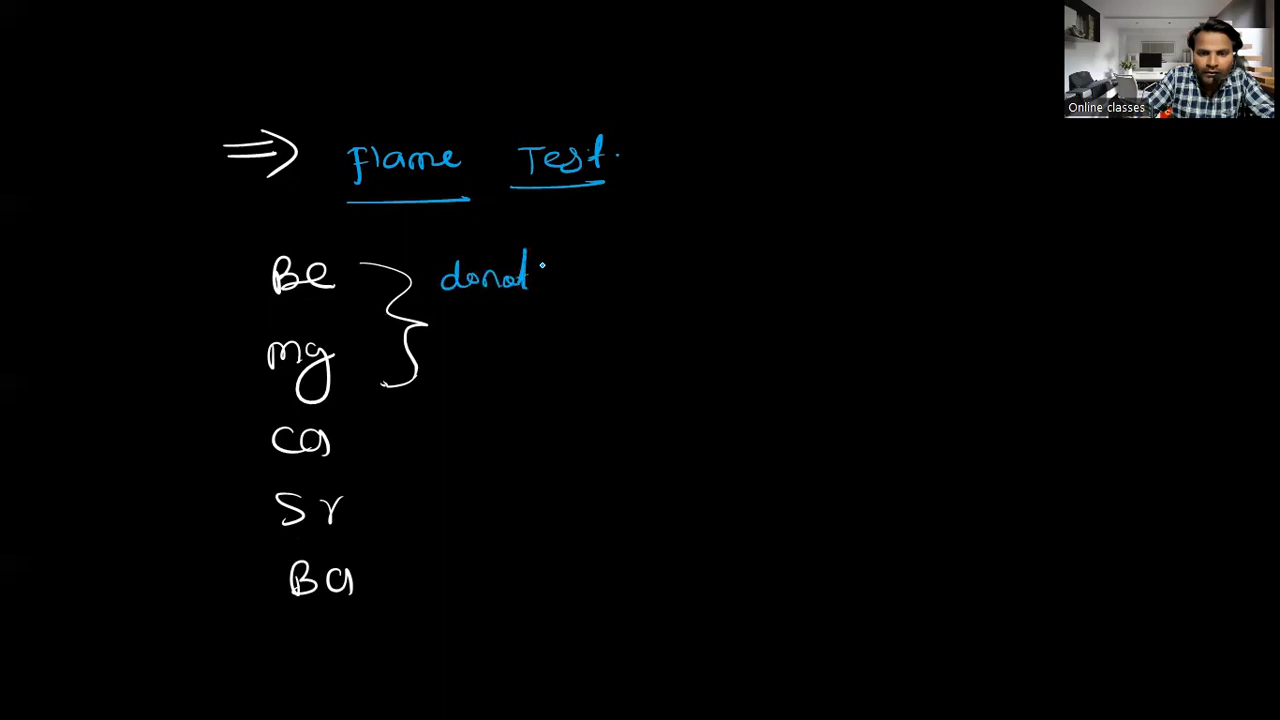 Online classes
⇒ Flame Test.
Be } donot
Mg
Ca
Sr
Ba